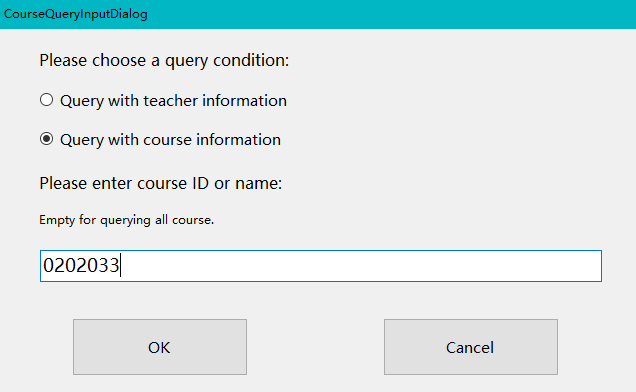 CourseQueryInputDialog
Please choose a query condition:
Query with teacher information
Query with course information
Please enter course ID or name:
Empty for querying all course.
0202033
OK
Cancel